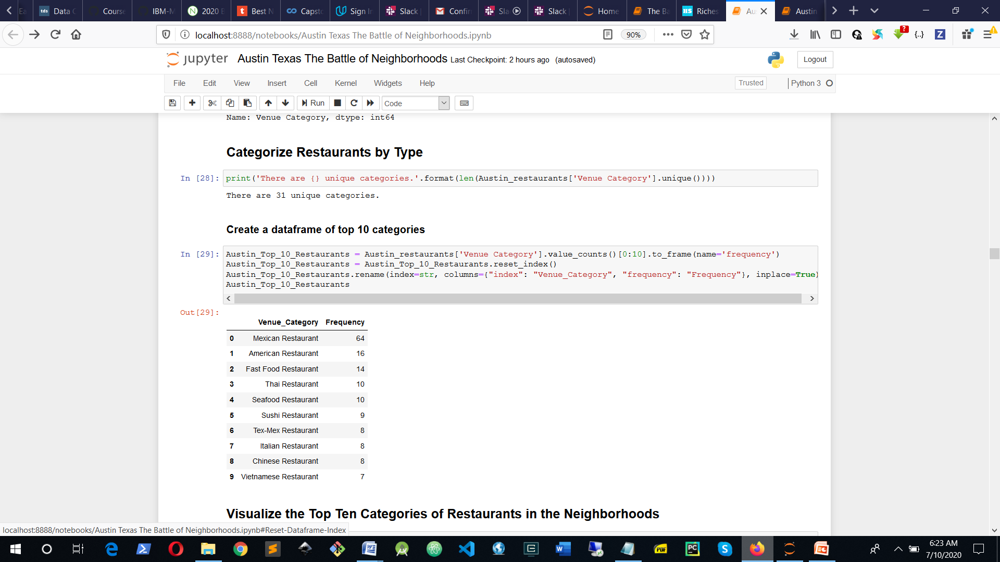 Ea
tds Data C
Course
IBM-M
N 2020 E
t Best N
Capsto
Sign In
Slack |
Confir
Sla
Slack |
Home
The Ba
HS Riches
Au
Austin
localhost:8888/notebooks/Austin Texas The Battle of Neighborhoods.ipynb
90%
jupyter Austin Texas The Battle of Neighborhoods Last Checkpoint: 2 hours ago (autosaved)
Logout
File Edit View Insert Cell Kernel Widgets Help
Trusted
Python 3
Run
Code
Name: Venue Category, dtype: int64
Categorize Restaurants by Type
In [28]: print('There are {} unique categories.'.format(len(Austin_restaurants['Venue Category'].unique())))
There are 31 unique categories.
Create a dataframe of top 10 categories
In [29]: Austin_Top_10_Restaurants = Austin_restaurants['Venue Category'].value_counts()[0:10].to_frame(name='frequency')
Austin_Top_10_Restaurants = Austin_Top_10_Restaurants.reset_index()
Austin_Top_10_Restaurants.rename(index=str, columns={"index": "Venue_Category", "frequency": "Frequency"}, inplace=True)
Austin_Top_10_Restaurants
Out[29]:
Venue_Category Frequency
0 Mexican Restaurant 64
1 American Restaurant 16
2 Fast Food Restaurant 14
3 Thai Restaurant 10
4 Seafood Restaurant 10
5 Sushi Restaurant 9
6 Tex-Mex Restaurant 8
7 Italian Restaurant 8
8 Chinese Restaurant 8
9 Vietnamese Restaurant 7
Visualize the Top Ten Categories of Restaurants in the Neighborhoods
localhost:8888/notebooks/Austin Texas The Battle of Neighborhoods.ipynb#Reset-Dataframe-Index
6:23 AM
7/10/2020